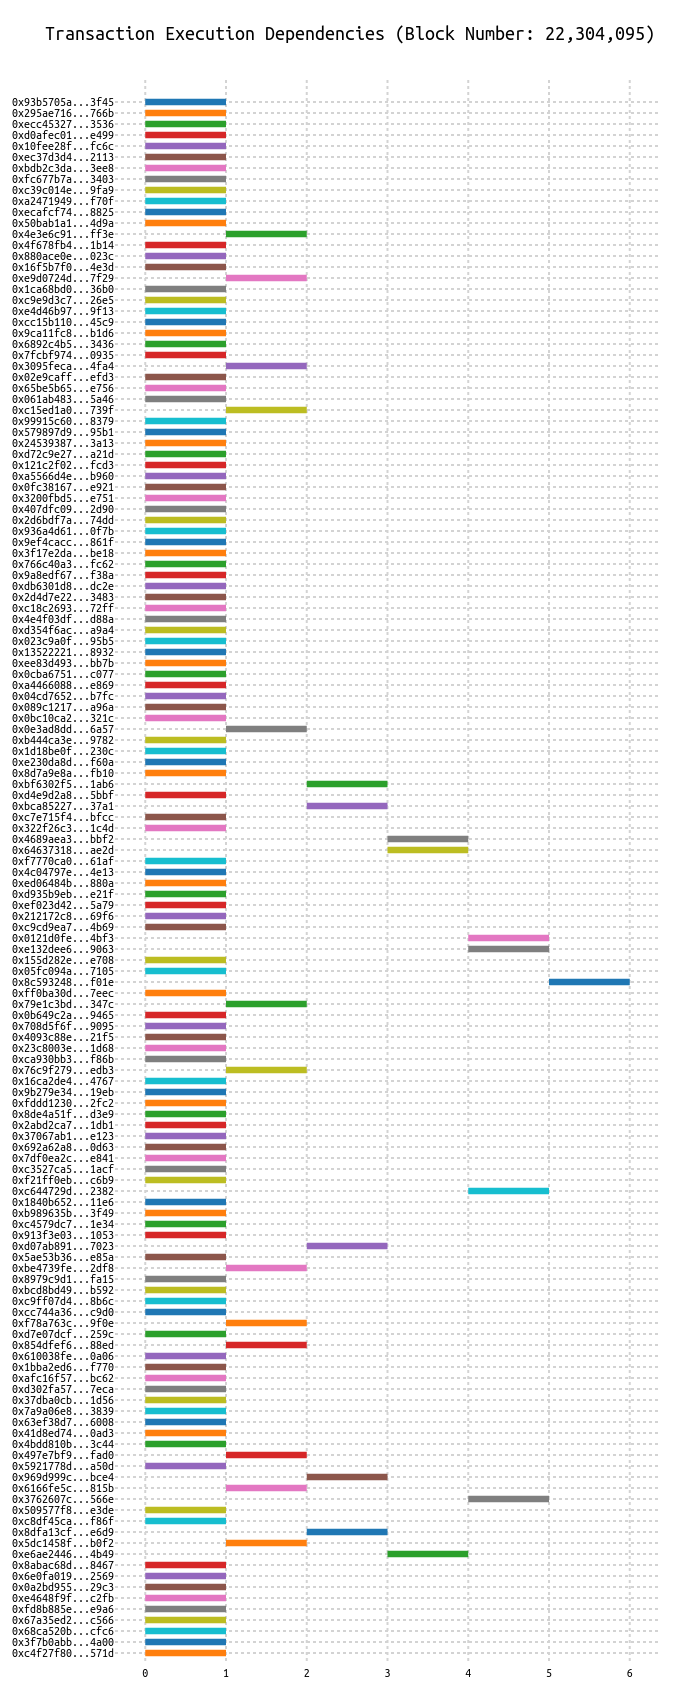 Transaction Execution Dependencies (Block Number: 22,304,095)
0x93b5705a...3f45
0x295ae716...766b
0xecc45327...3536
0xd0afec01...e499
0x10fee28f...fc6c
0xec37d3d4...2113
0xbdb2c3da...3ee8
0xfc677b7a...3403
0xc39c014e...9fa9
0xa2471949...f70f
0xecafcf74...8825
0x50bab1a1...4d9a
0x4e3e6c91...ff3e
0x4f678fb4...1b14
0x880ace0e...023c
0x16f5b7f0...4e3d
0xe9d0724d...7f29
0x1ca68bd0...36b0
0xc9e9d3c7...26e5
0xe4d46b97...9f13
0xcc15b110...45c9
0x9ca11fc8...b1d6
0x6892c4b5...3436
0x7fcbf974...0935
0x3095feca...4fa4
0x02e9caff...efd3
0x65be5b65...e756
0x061ab483...5a46
0xc15ed1a0...739f
0x99915c60...8379
0x579897d9...95b1
0x24539387...3a13
0xd72c9e27...a21d
0x121c2f02...fcd3
0xa5566d4e...b960
0x0fc38167...e921
0x3200fbd5...e751
0x407dfc09...2d90
0x2d6bdf7a...74dd
0x936a4d61...0f7b
0x9ef4cacc...861f
0x3f17e2da...be18
0x766c40a3...fc62
0x9a8edf67...f38a
0xdb6301d8...dc2e
0x2d4d7e22...3483
0xc18c2693...72ff
0x4e4f03df...d88a
0xd354f6ac...a9a4
0x023c9a0f...95b5
0x13522221...8932
0xee83d493...bb7b
0x0cba6751...c077
0xa4466088...e869
0x04cd7652...b7fc
0x089c1217...a96a
0x0bc10ca2...321c
0x0e3ad8dd...6a57
0xb444ca3e...9782
0x1d18be0f...230c
0xe230da8d...f60a
0x8d7a9e8a...fb10
0xbf6302f5...1ab6
0xd4e9d2a8...5bbf
0xbca85227...37a1
0xc7e715f4...bfcc
0x322f26c3...1c4d
0x4689aea3...bbf2
0x64637318...ae2d
0xf7770ca0...61af
0x4c04797e...4e13
0xed06484b...880a
0xd935b9eb...e21f
0xef023d42...5a79
0x212172c8...69f6
0xc9cd9ea7...4b69
0x0121d0fe...4bf3
0xe132dee6...9063
0x155d282e...e708
0x05fc094a...7105
0x8c593248...f01e
0xff0ba30d...7eec
0x79e1c3bd...347c
0x0b649c2a...9465
0x708d5f6f...9095
0x4093c88e...21f5
0x23c8003e...1d68
0xca930bb3...f86b
0x76c9f279...edb3
0x16ca2de4...4767
0x9b279e34...19eb
0xfddd1230...2fc2
0x8de4a51f...d3e9
0x2abd2ca7...1db1
0x37067ab1...e123
0x692a62a8...0d63
0x7df0ea2c...e841
0xc3527ca5...1acf
0xf21ff0eb...c6b9
0xc644729d...2382
0x1840b652...11e6
0xb989635b...3f49
0xc4579dc7...1e34
0x913f3e03...1053
0xd07ab891...7023
0x5ae53b36...e85a
0xbe4739fe...2df8
0x8979c9d1...fa15
0xbcd8bd49...b592
0xc9ff07d4...8b6c
0xcc744a36...c9d0
0xf78a763c...9f0e
0xd7e07dcf...259c
0x854dfef6...88ed
0x610038fe...0a06
0x1bba2ed6...f770
0xafc16f57...bc62
0xd302fa57...7eca
0x37dba0cb...1d56
0x7a9a06e8...3839
0x63ef38d7...6008
0x41d8ed74...0ad3
0x4bdd810b...3c44
0x497e7bf9...fad0
0x5921778d...a50d
0x969d999c...bce4
0x6166fe5c...815b
0x3762607c...566e
0x509577f8...e3de
0xc8df45ca...f86f
0x8dfa13cf...e6d9
0x5dc1458f...b0f2
0xe6ae2446...4b49
0x8abac68d...8467
0x6e0fa019...2569
0x0a2bd955...29c3
0xe4648f9f...c2fb
0xfd8b885e...e9a6
0x67a35ed2...c566
0x68ca520b...cfc6
0x3f7b0abb...4a00
0xc4f27f80...571d
0 1 2 3 4 5 6